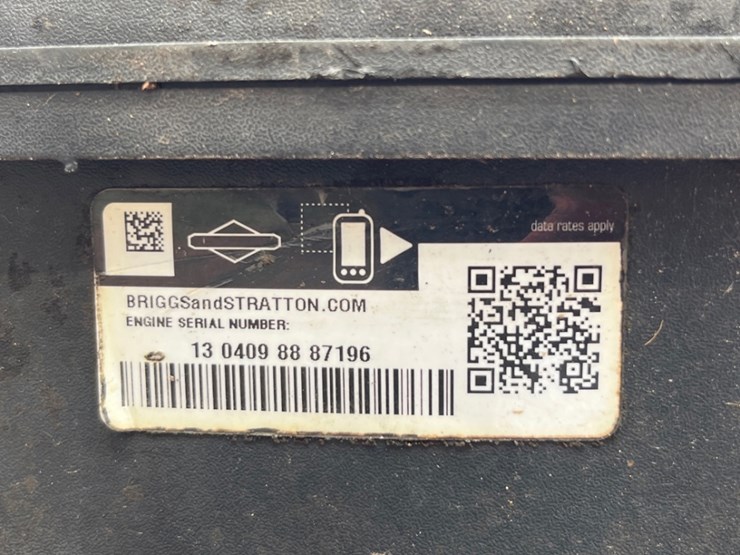 data rates apply
BRIGGSandSTRATTON.COM
ENGINE SERIAL NUMBER:
13 0409 88 87196